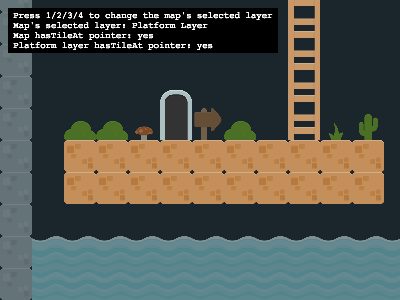 Press 1/2/3/4 to change the map's selected layer
Map's selected layer: Platform Layer
Map hasTileAt pointer: yes
Platform layer hasTileAt pointer: yes